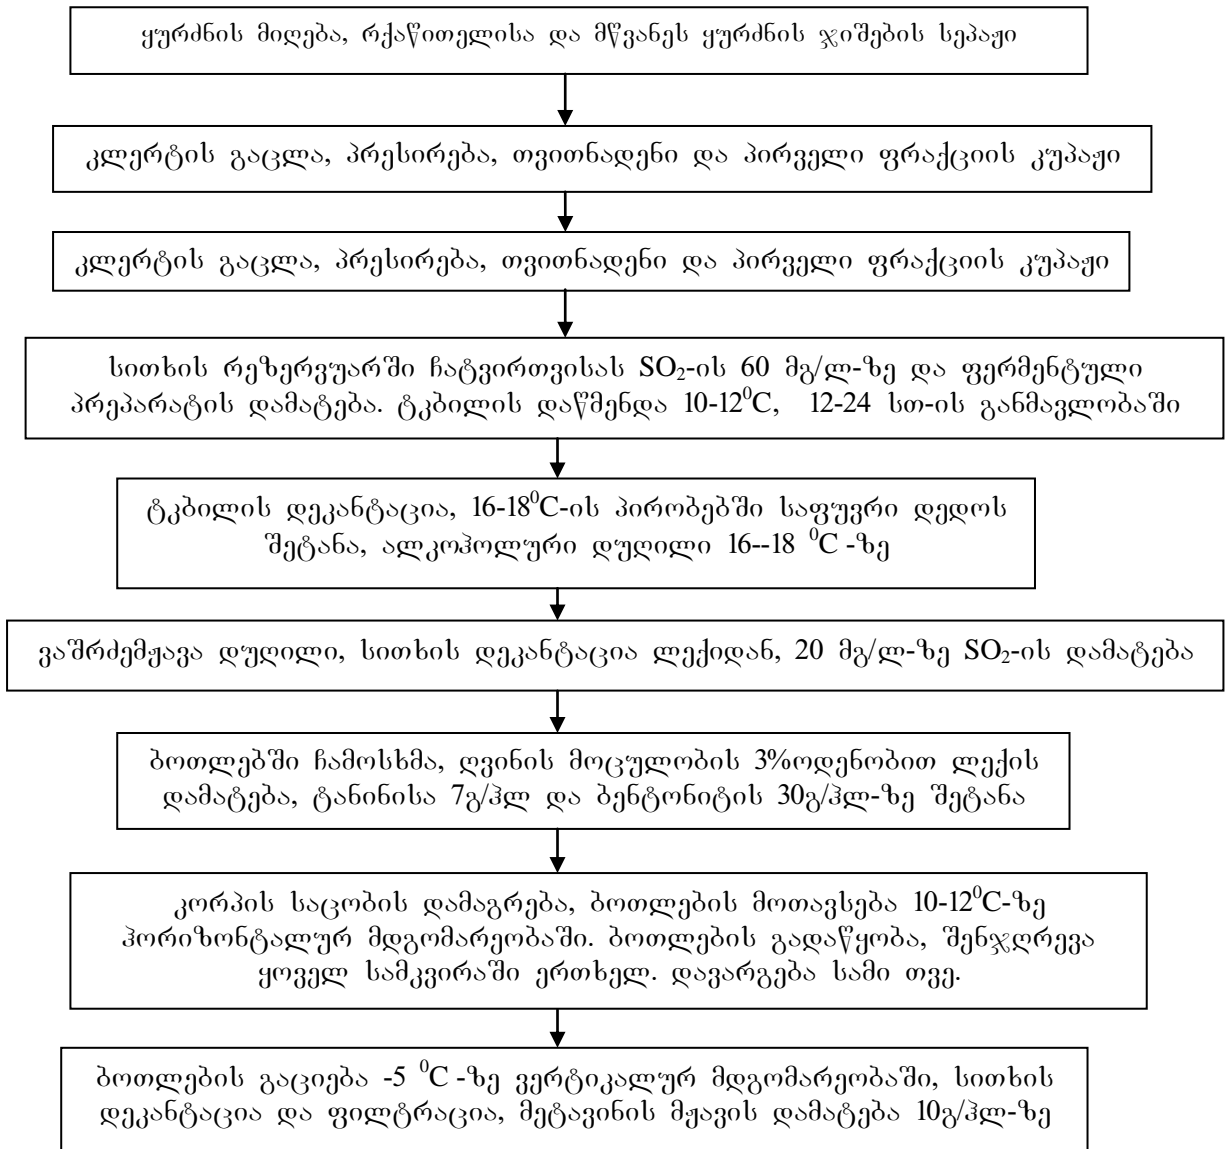 ყურძნის მიღება, რქაწითელისა და მწვანეს ყურძნის ჯიშების სეპაჟი
კლერტის გაცლა, პრესირება, თვითნადენი და პირველი ფრაქციის კუპაჟი
კლერტის გაცლა, პრესირება, თვითნადენი და პირველი ფრაქციის კუპაჟი
სითხის რეზერვუარში ჩატვირთვისას SO₂-ის 60 მგ/ლ-ზე და ფერმენტული
პრეპარატის დამატება. ტკბილის დაწმენდა 10-12⁰C, 12-24 სთ-ის განმავლობაში
ტკბილის დეკანტაცია, 16-18⁰C-ის პირობებში საფუვრი დედოს
შეტანა, ალკოჰოლური დუღილი 16--18 ⁰C -ზე
ვაშრძემჟავა დუღილი, სითხის დეკანტაცია ლექიდან, 20 მგ/ლ-ზე SO₂-ის დამატება
ბოთლებში ჩამოსხმა, ღვინის მოცულობის 3%ოდენობით ლექის
დამატება, ტანინისა 7გ/ჰლ და ბენტონიტის 30გ/ჰლ-ზე შეტანა
კორპის საცობის დამაგრება, ბოთლების მოთავსება 10-12⁰C-ზე
ჰორიზონტალურ მდგომარეობაში. ბოთლების გადაწყობა, შენჯღრევა
ყოველ სამკვირაში ერთხელ. დავარგება სამი თვე.
ბოთლების გაციება -5 ⁰C -ზე ვერტიკალურ მდგომარეობაში, სითხის
დეკანტაცია და ფილტრაცია, მეტავინის მჟავის დამატება 10გ/ჰლ-ზე